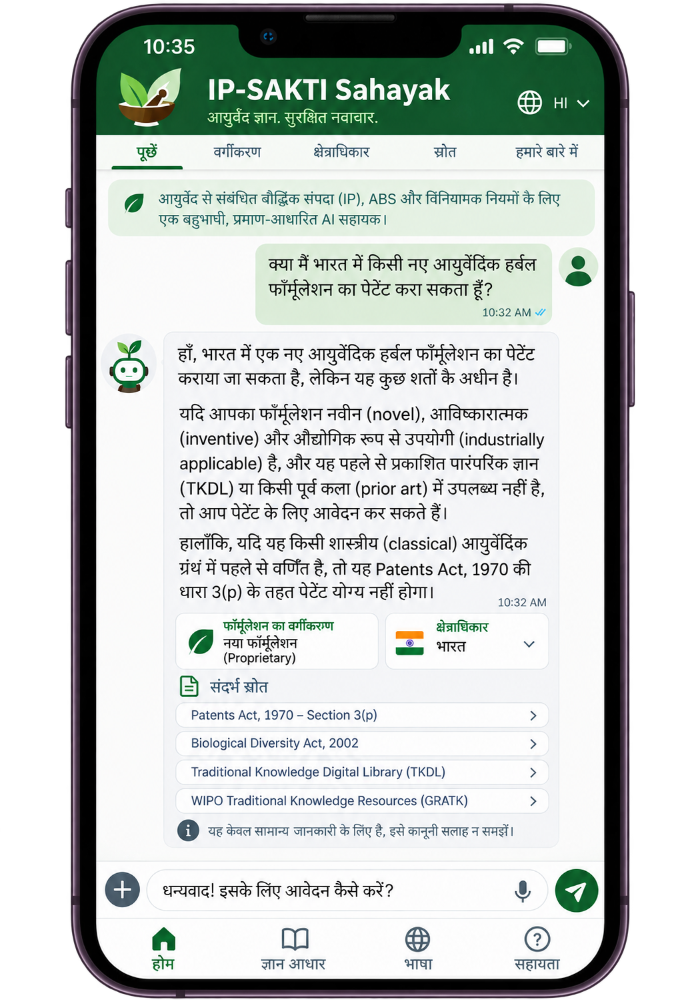 10:35
IP-SAKTI Sahayak
आयुर्वेद ज्ञान. सुरक्षित नवाचार.
HI
पूछें
वर्गीकरण
क्षेत्राधिकार
स्रोत
हमारे बारे में
आयुर्वेद से संबंधित बौद्धिक संपदा (IP), ABS और विनियामक नियमों के लिए
एक बहुभाषी, प्रमाण-आधारित AI सहायक।
क्या मैं भारत में किसी नए आयुर्वेदिक हर्बल
फॉर्मूलेशन का पेटेंट करा सकता हूँ?
10:32 AM
हाँ, भारत में एक नए आयुर्वेदिक हर्बल फॉर्मूलेशन का पेटेंट
कराया जा सकता है, लेकिन यह कुछ शर्तों के अधीन है।
यदि आपका फॉर्मूलेशन नवीन (novel), आविष्कारात्मक
(inventive) और औद्योगिक रूप से उपयोगी (industrially
applicable) है, और यह पहले से प्रकाशित पारंपरिक ज्ञान
(TKDL) या किसी पूर्व कला (prior art) में उपलब्ध नहीं है,
तो आप पेटेंट के लिए आवेदन कर सकते हैं।
हालाँकि, यदि यह किसी शास्त्रीय (classical) आयुर्वेदिक
ग्रंथ में पहले से वर्णित है, तो यह Patents Act, 1970 की
धारा 3(p) के तहत पेटेंट योग्य नहीं होगा।
10:32 AM
फॉर्मूलेशन का वर्गीकरण
नया फॉर्मूलेशन
(Proprietary)
क्षेत्राधिकार
भारत
संदर्भ स्रोत
Patents Act, 1970 – Section 3(p)
Biological Diversity Act, 2002
Traditional Knowledge Digital Library (TKDL)
WIPO Traditional Knowledge Resources (GRATK)
यह केवल सामान्य जानकारी के लिए है, इसे कानूनी सलाह न समझें।
धन्यवाद! इसके लिए आवेदन कैसे करें?
होम
ज्ञान आधार
भाषा
सहायता